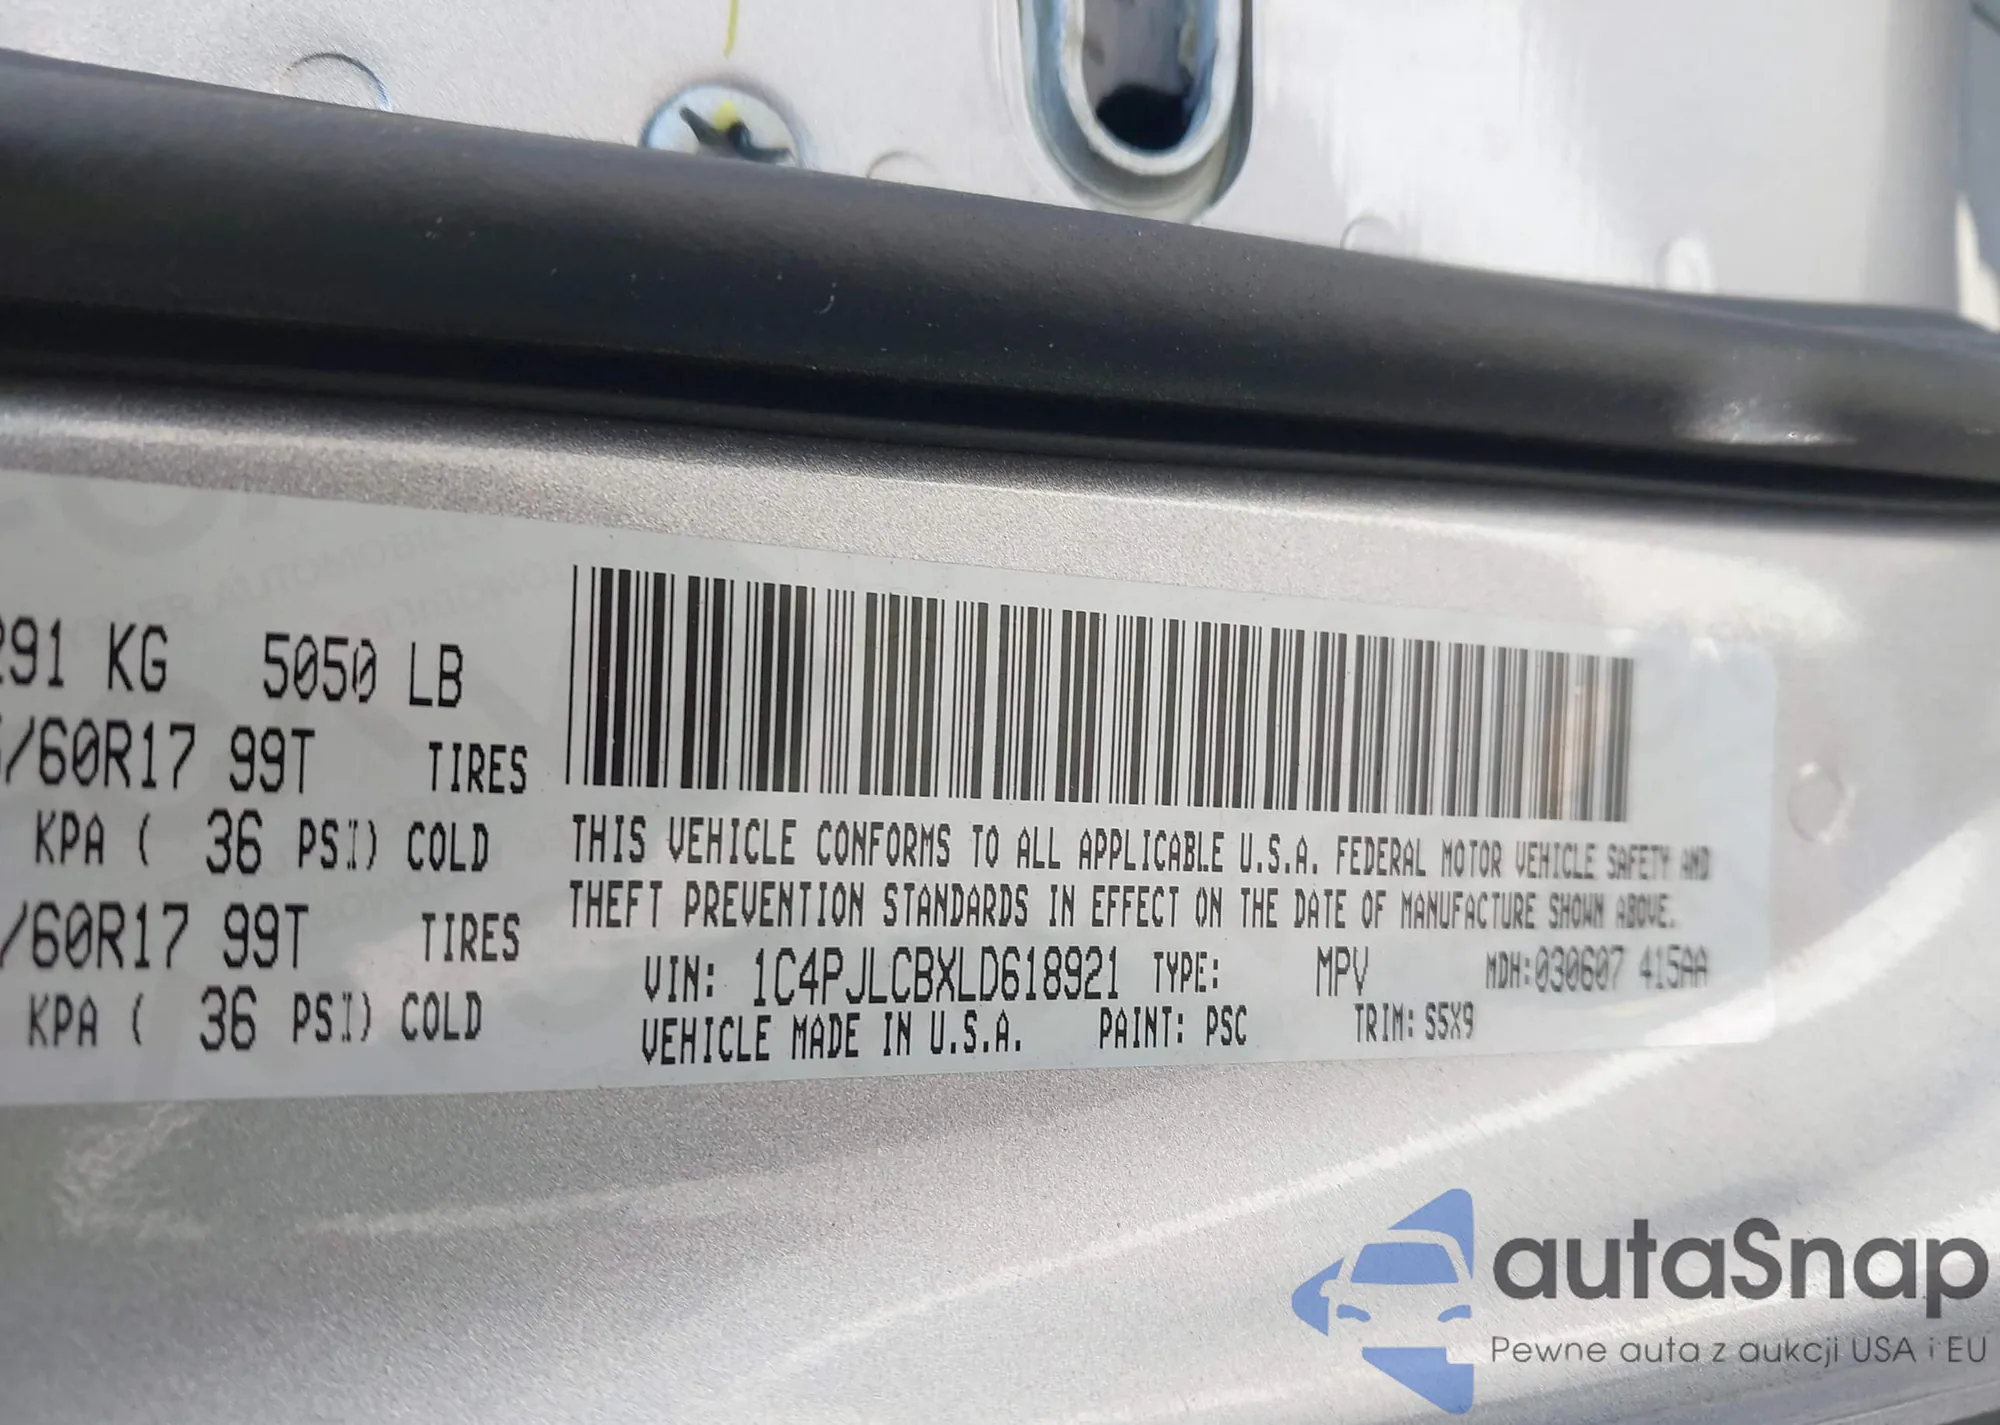 291 KG 5050 LB
/60R17 99T TIRES
KPA ( 36 PSI) COLD
/60R17 99T TIRES
KPA ( 36 PSI) COLD
THIS VEHICLE CONFORMS TO ALL APPLICABLE U.S.A. FEDERAL MOTOR VEHICLE SAFETY AND
THEFT PREVENTION STANDARDS IN EFFECT ON THE DATE OF MANUFACTURE SHOWN ABOVE.
VIN: 1C4PJLCBXLD618921 TYPE: MPV MDH:030607 415AA
VEHICLE MADE IN U.S.A. PAINT: PSC TRIM: S5X9
autaSnap
Pewne auta z aukcji USA i EU